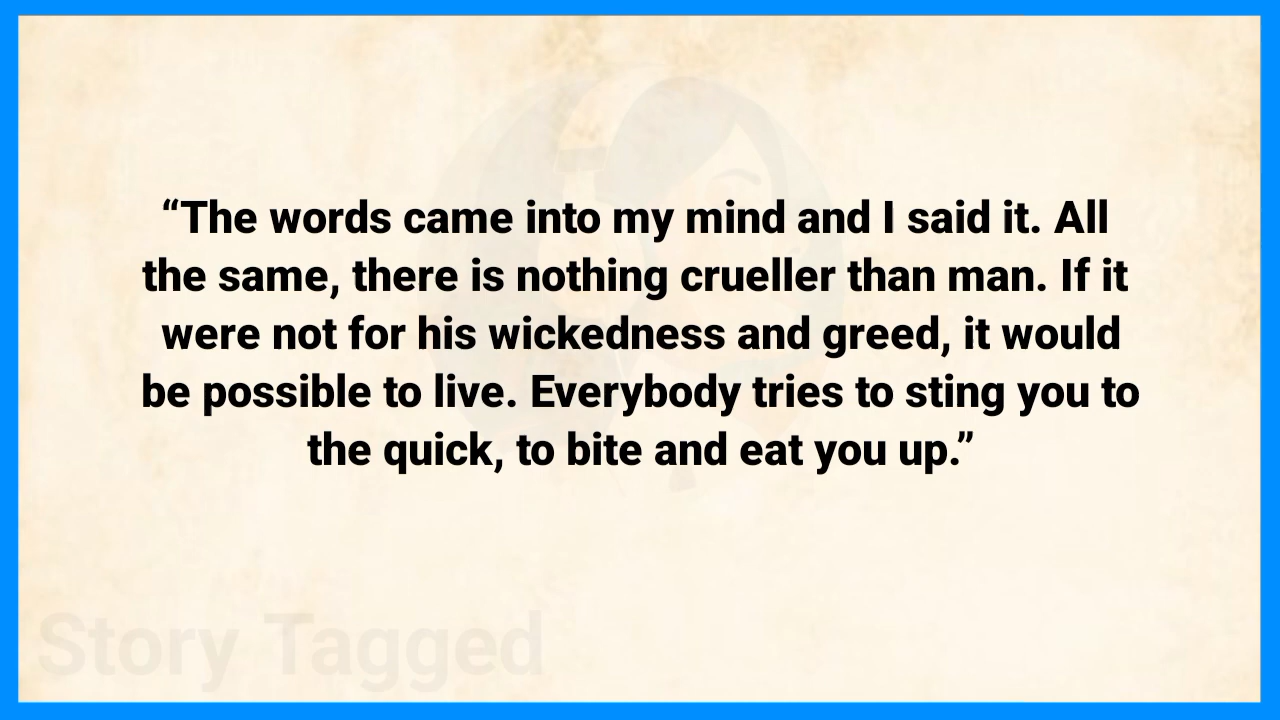 “The words came into my mind and I said it. All
the same, there is nothing crueller than man. If it
were not for his wickedness and greed, it would
be possible to live. Everybody tries to sting you to
the quick, to bite and eat you up.”
Story Tagged